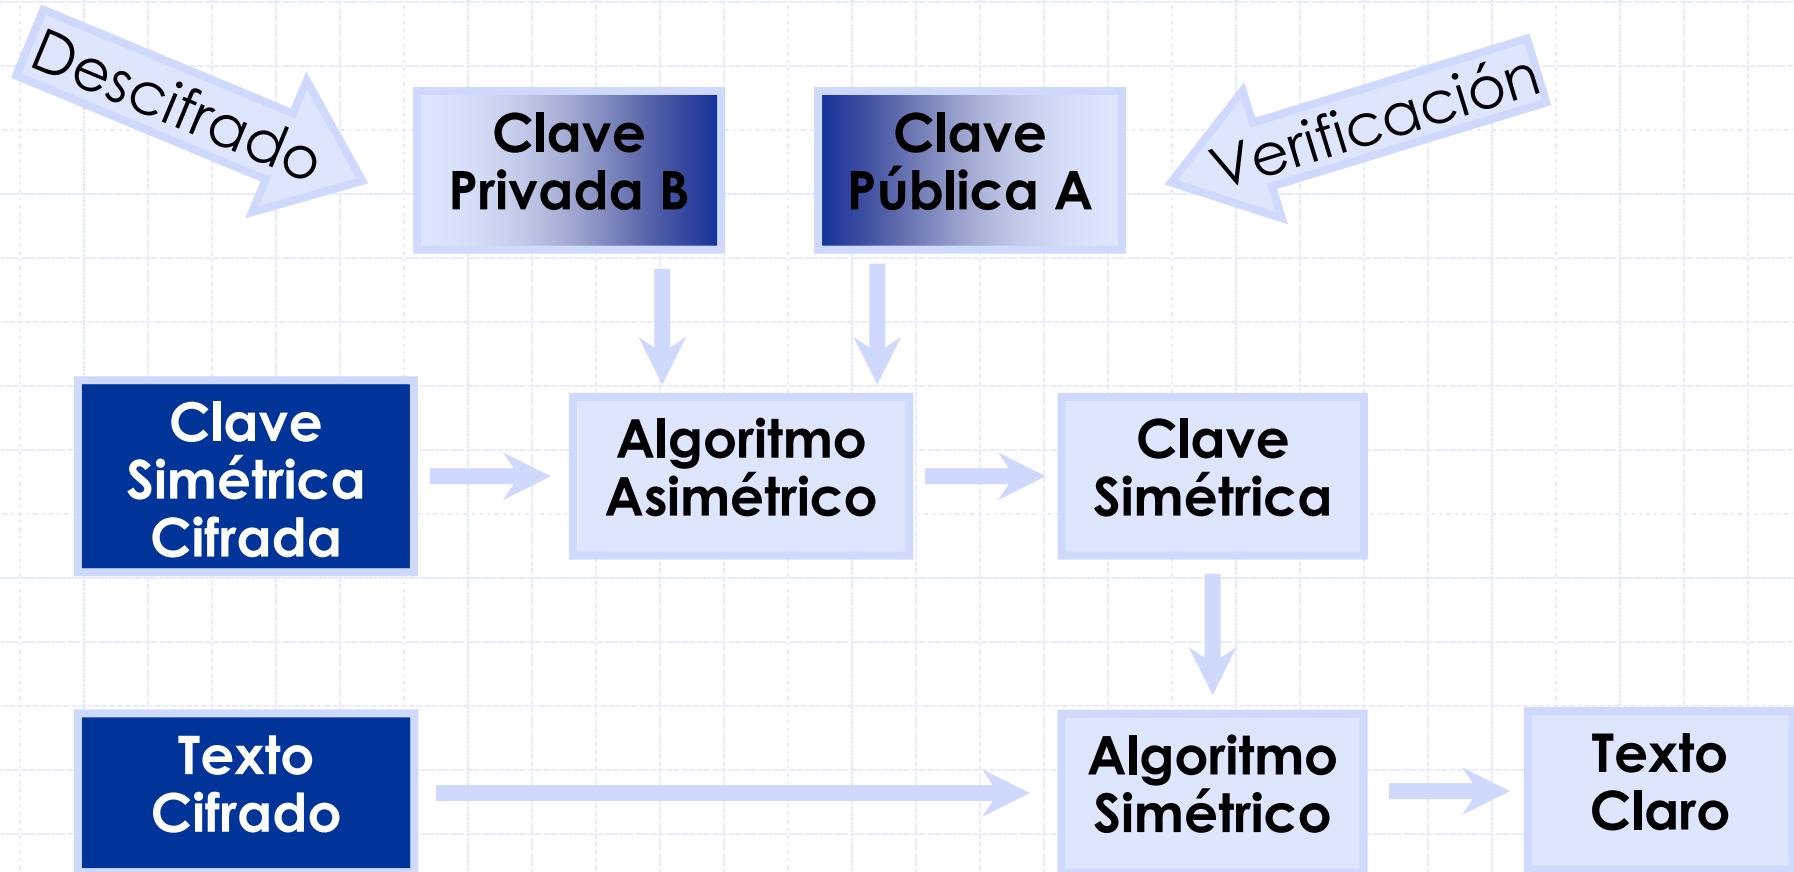 Descifrado
Clave
Privada B
Clave
Pública A
Verificación
Clave
Simétrica
Cifrada
Algoritmo
Asimétrico
Clave
Simétrica
Texto
Cifrado
Algoritmo
Simétrico
Texto
Claro